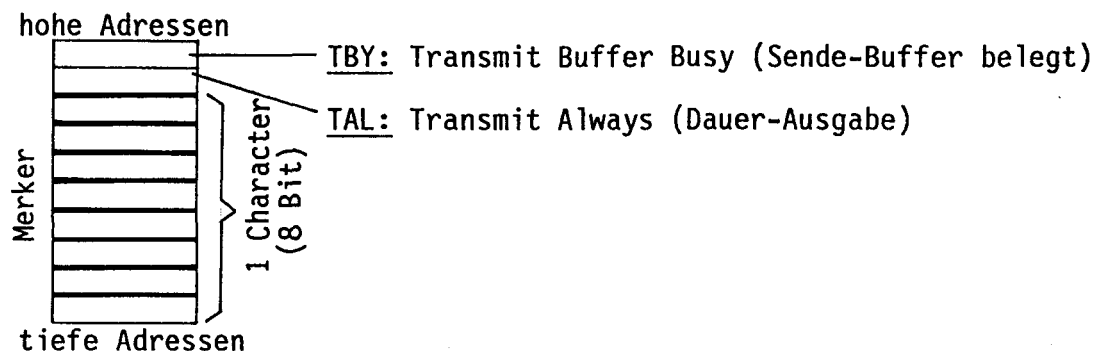 hohe Adressen
TBY: Transmit Buffer Busy (Sende-Buffer belegt)
TAL: Transmit Always (Dauer-Ausgabe)
Merker
1 Character
(8 Bit)
tiefe Adressen